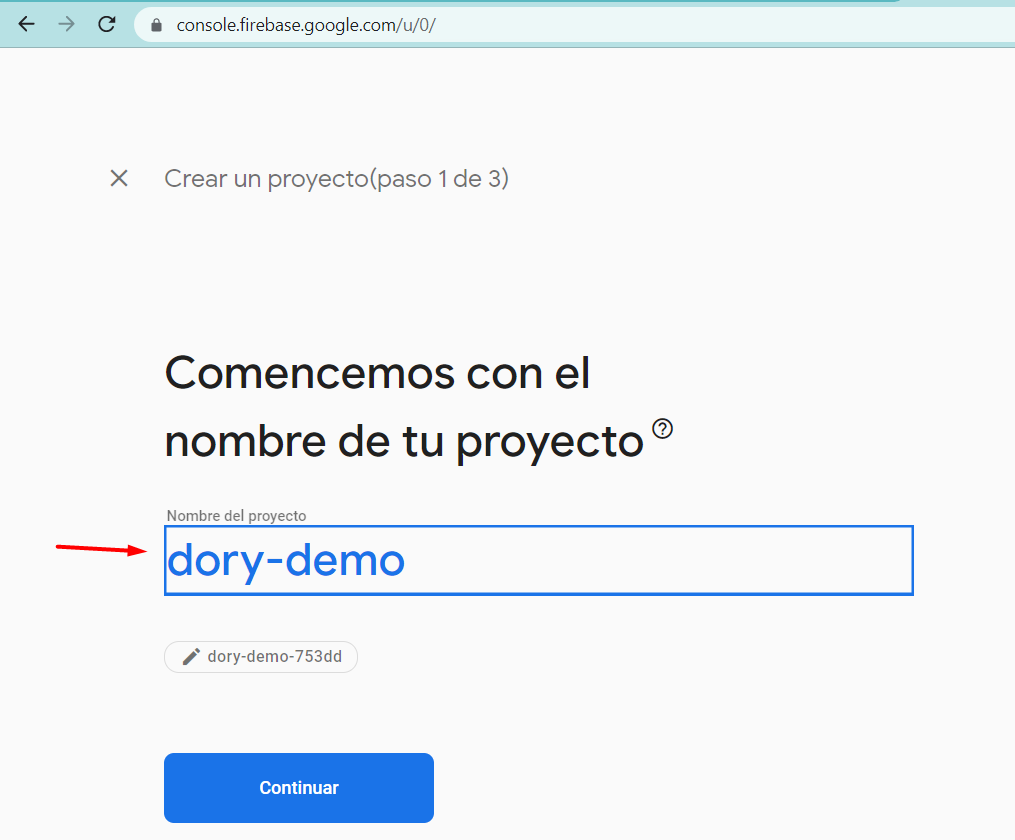 console.firebase.google.com/u/0/
Crear un proyecto(paso 1 de 3)
Comencemos con el
nombre de tu proyecto
Nombre del proyecto
dory-demo
dory-demo-753dd
Continuar